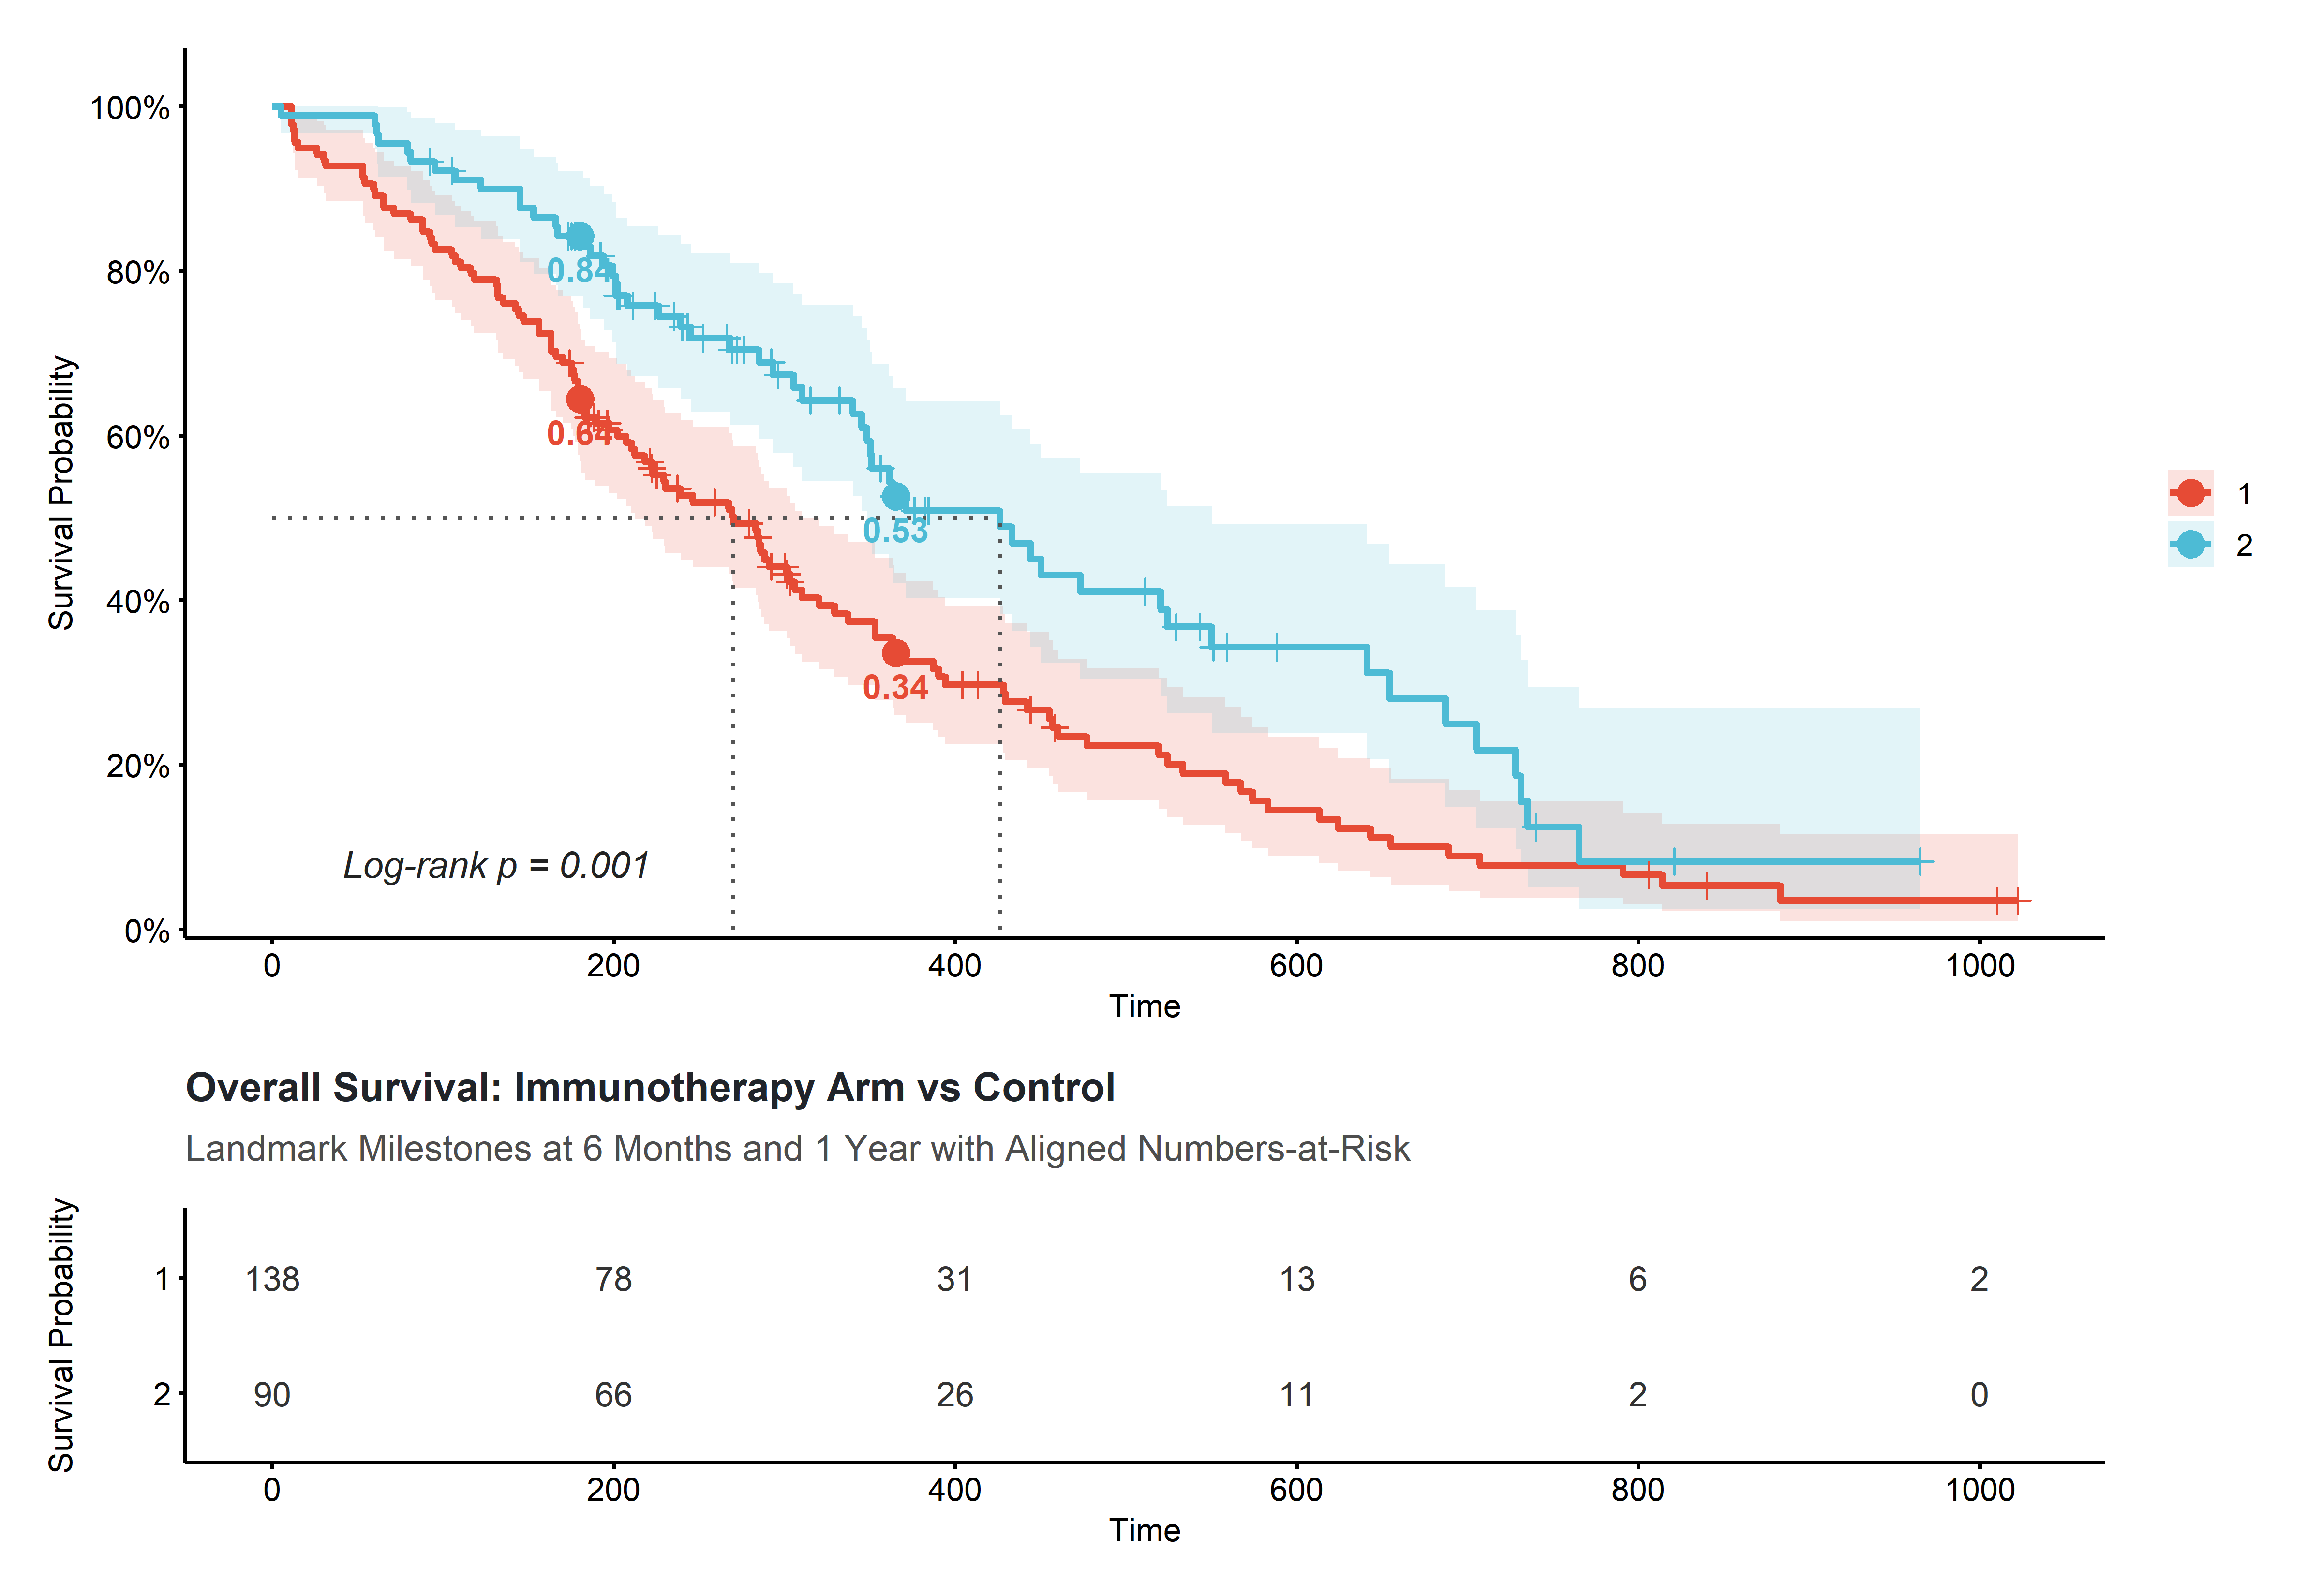 Survival Probability
100%
80%
60%
40%
20%
0%
0.84
0.64
0.53
0.34
Log-rank p = 0.001
0 200 400 600 800 1000
Time
1
2
Overall Survival: Immunotherapy Arm vs Control
Landmark Milestones at 6 Months and 1 Year with Aligned Numbers-at-Risk
Survival Probability
1 138 78 31 13 6 2
2 90 66 26 11 2 0
0 200 400 600 800 1000
Time